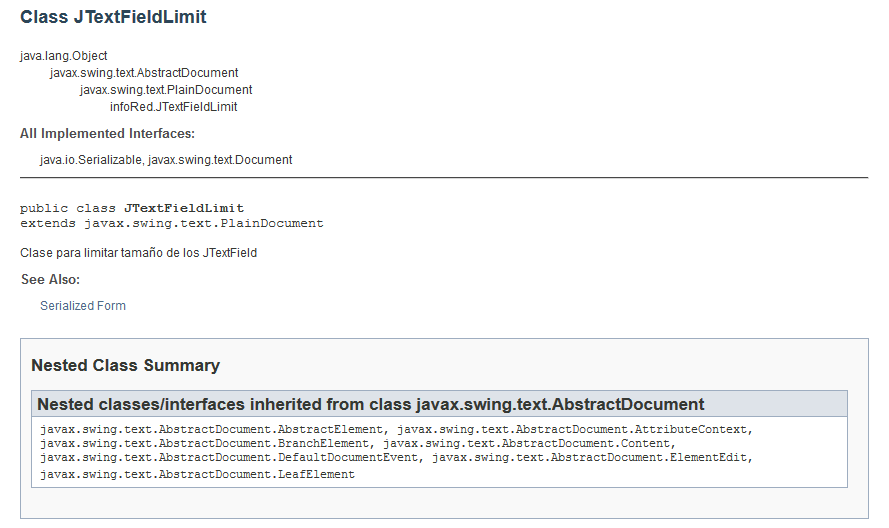 Class JTextFieldLimit
java.lang.Object
javax.swing.text.AbstractDocument
javax.swing.text.PlainDocument
infoRed.JTextFieldLimit
All Implemented Interfaces:
java.io.Serializable, javax.swing.text.Document
public class JTextFieldLimit
extends javax.swing.text.PlainDocument
Clase para limitar tamaño de los JTextField
See Also:
Serialized Form
Nested Class Summary
Nested classes/interfaces inherited from class javax.swing.text.AbstractDocument
javax.swing.text.AbstractDocument.AbstractElement, javax.swing.text.AbstractDocument.AttributeContext,
javax.swing.text.AbstractDocument.BranchElement, javax.swing.text.AbstractDocument.Content,
javax.swing.text.AbstractDocument.DefaultDocumentEvent, javax.swing.text.AbstractDocument.ElementEdit,
javax.swing.text.AbstractDocument.LeafElement